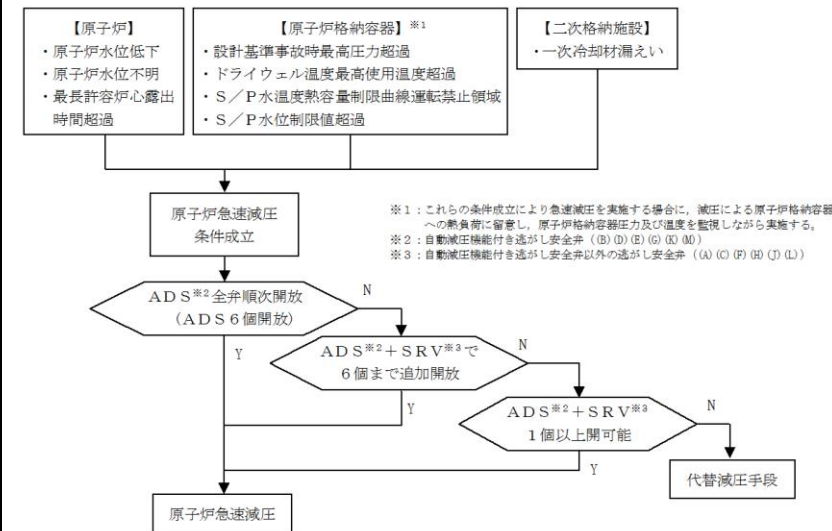 【原子炉】
・原子炉水位低下
・原子炉水位不明
・最長許容炉心露出
時間超過
【原子炉格納容器】※1
・設計基準事故時最高圧力超過
・ドライウェル温度最高使用温度超過
・S/P水温度熱容量制限曲線運転禁止領域
・S/P水位制限値超過
【二次格納施設】
・一次冷却材漏えい
原子炉急速減圧
条件成立
※1:これらの条件成立により急速減圧を実施する場合に,減圧による原子炉格納容器
への熱負荷に留意し,原子炉格納容器圧力及び温度を監視しながら実施する。
※2:自動減圧機能付き逃がし安全弁((B)(D)(E)(G)(K)(M))
※3:自動減圧機能付き逃がし安全弁以外の逃がし安全弁((A)(C)(F)(H)(J)(L))
ADS※2全弁順次開放
(ADS6個開放)
N
Y
ADS※2+SRV※3で
6個まで追加開放
N
Y
ADS※2+SRV※3
1個以上開可能
N
Y
代替減圧手段
原子炉急速減圧